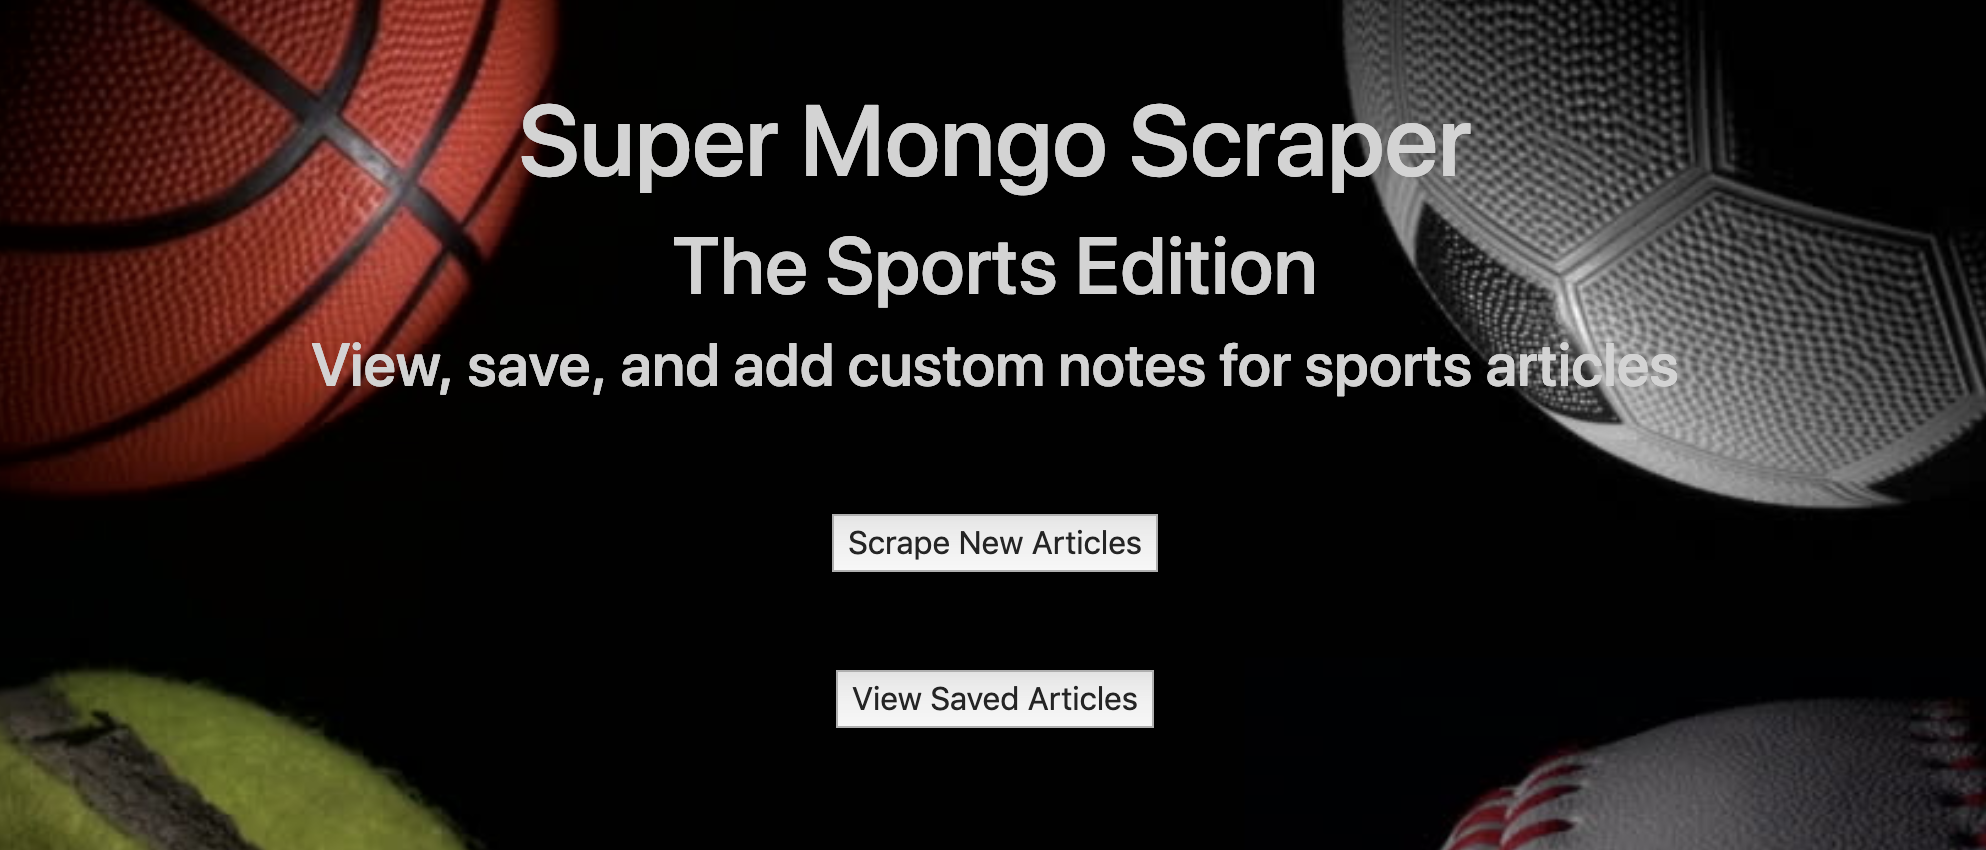 Super Mongo Scraper
The Sports Edition
View, save, and add custom notes for sports articles
Scrape New Articles
View Saved Articles